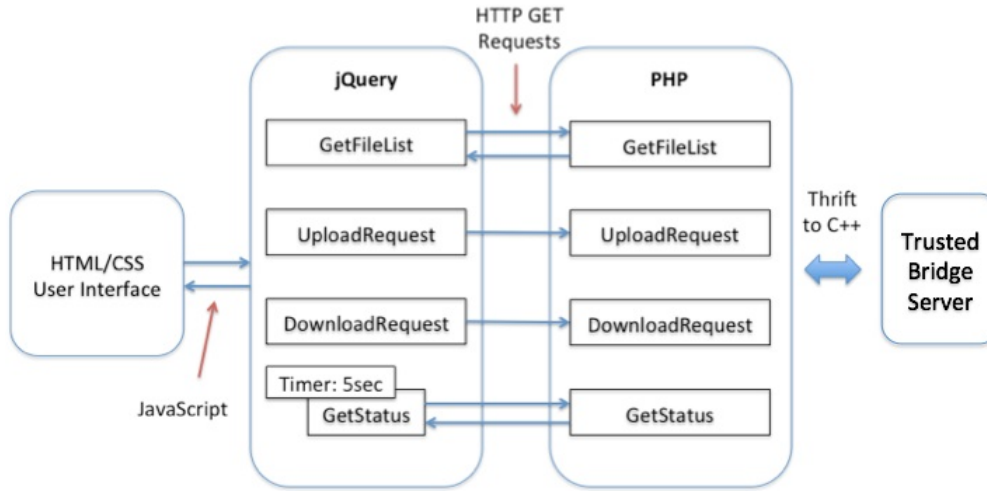 HTTP GET
Requests
jQuery
PHP
GetFileList
GetFileList
UploadRequest
UploadRequest
DownloadRequest
DownloadRequest
Timer: 5sec
GetStatus
GetStatus
HTML/CSS
User Interface
JavaScript
Thrift
to C++
Trusted
Bridge
Server